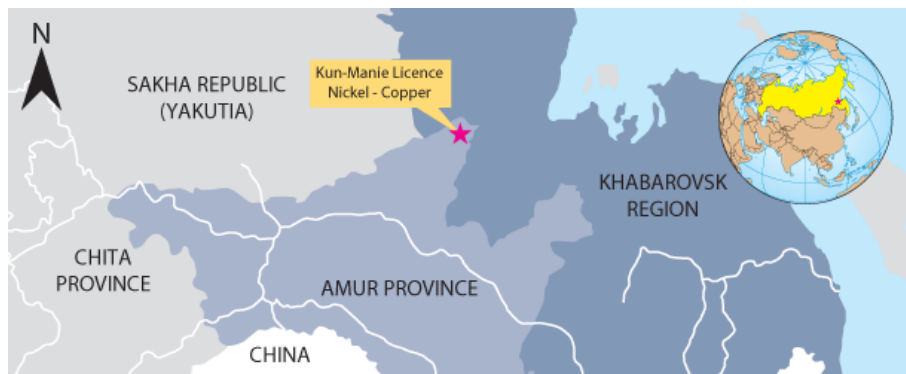 N
SAKHA REPUBLIC
(YAKUTIA)
Kun-Manie Licence
Nickel - Copper
KHABAROVSK
REGION
CHITA
PROVINCE
AMUR PROVINCE
CHINA